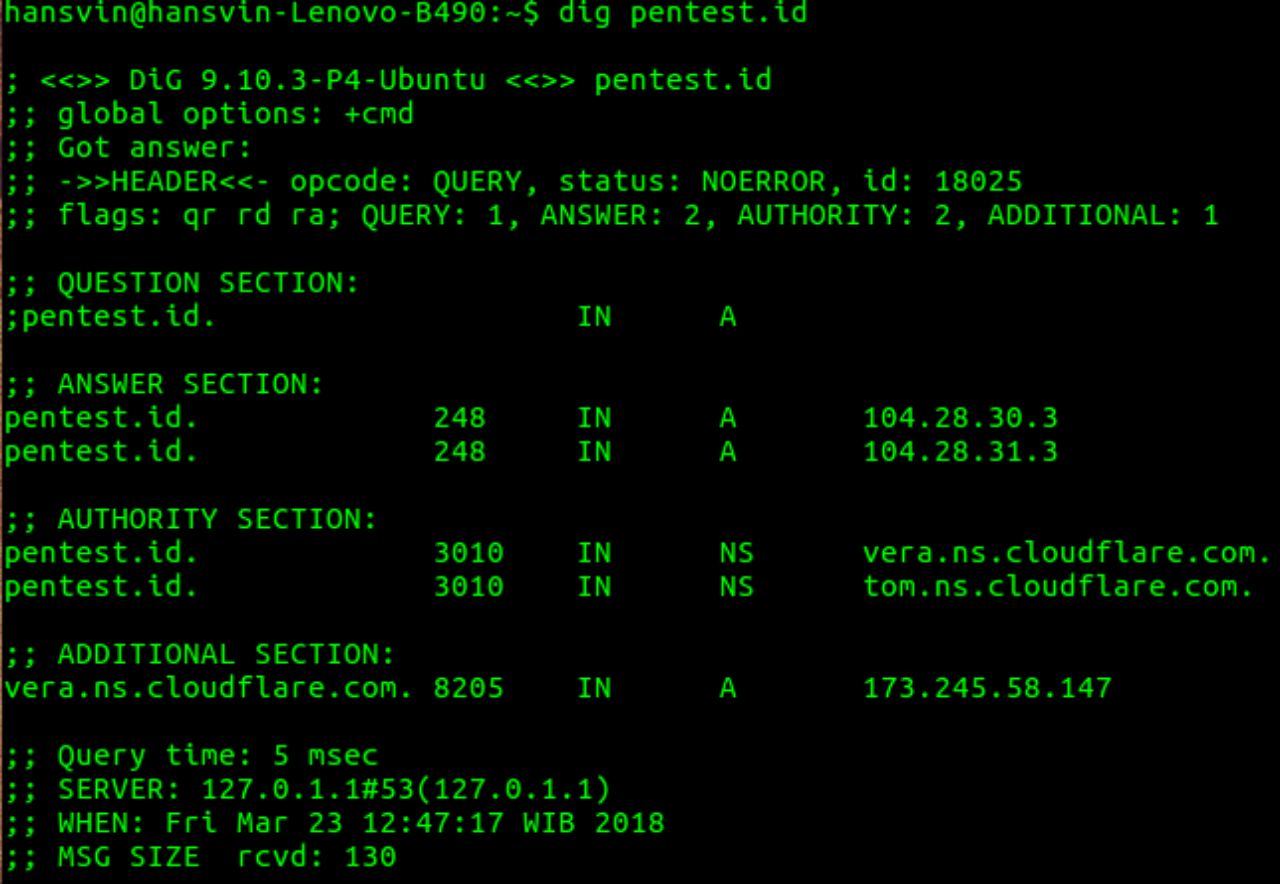 hansvin@hansvin-Lenovo-B490:~$ dig pentest.id
; <<>> DiG 9.10.3-P4-Ubuntu <<>> pentest.id
;; global options: +cmd
;; Got answer:
;; ->>HEADER<<- opcode: QUERY, status: NOERROR, id: 18025
;; flags: qr rd ra; QUERY: 1, ANSWER: 2, AUTHORITY: 2, ADDITIONAL: 1
;; QUESTION SECTION:
;pentest.id. IN A
;; ANSWER SECTION:
pentest.id. 248 IN A 104.28.30.3
pentest.id. 248 IN A 104.28.31.3
;; AUTHORITY SECTION:
pentest.id. 3010 IN NS vera.ns.cloudflare.com.
pentest.id. 3010 IN NS tom.ns.cloudflare.com.
;; ADDITIONAL SECTION:
vera.ns.cloudflare.com. 8205 IN A 173.245.58.147
;; Query time: 5 msec
;; SERVER: 127.0.1.1#53(127.0.1.1)
;; WHEN: Fri Mar 23 12:47:17 WIB 2018
;; MSG SIZE  rcvd: 130